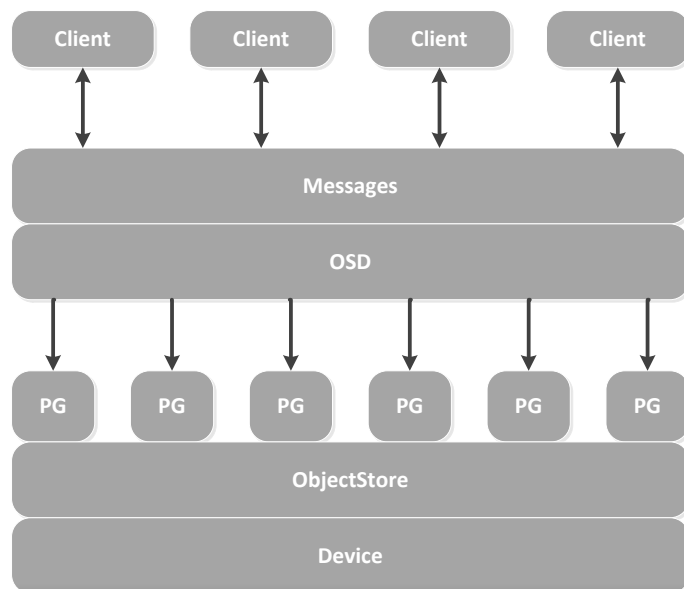 Client Client Client Client
Messages
OSD
PG PG PG PG PG PG
ObjectStore
Device